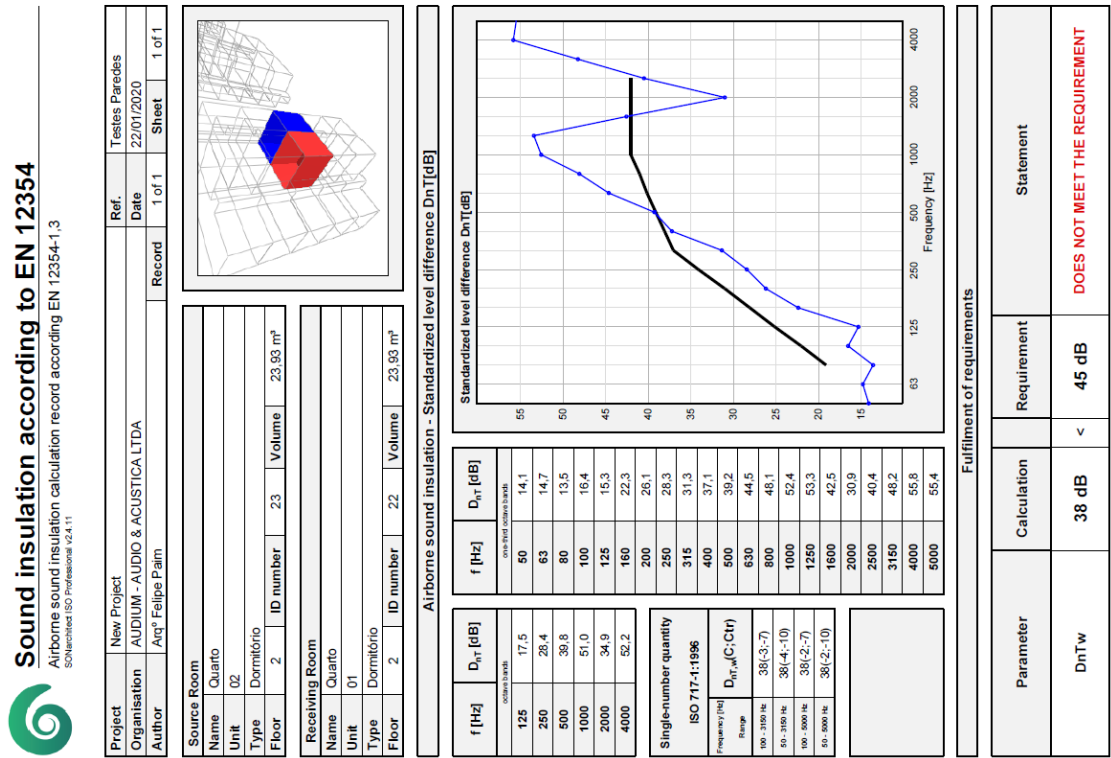 Sound insulation according to EN 12354
Airborne sound insulation calculation record according EN 12354-1,3
SONarchitect ISO Professional v2.4.11
Project New Project Ref. Testes Paredes
Organisation AUDIUM - AUDIO & ACUSTICA LTDA Date 22/01/2020
Author Arqº Felipe Paim Record 1 of 1 Sheet 1 of 1
Source Room
Name Quarto
Unit 02
Type Dormitório
Floor 2 ID number 23 Volume 23,93 m³
Receiving Room
Name Quarto
Unit 01
Type Dormitório
Floor 2 ID number 22 Volume 23,93 m³
Airborne sound insulation - Standardized level difference DnT[dB]
f [Hz] DnT [dB]
octave bands
125 17,5
250 28,4
500 39,8
1000 51,0
2000 34,9
4000 52,2
Single-number quantity
ISO 717-1:1996
Frequency [Hz] Range DnT,w(C;Ctr)
100 - 3150 Hz 38(-3;-7)
50 - 3150 Hz 38(-4;-10)
100 - 5000 Hz 38(-2;-7)
50 - 5000 Hz 38(-2;-10)
f [Hz] DnT [dB]
one-third octave bands
50 14,1
63 14,7
80 13,5
100 16,4
125 15,3
160 22,3
200 26,1
250 28,3
315 31,3
400 37,1
500 39,2
630 44,5
800 48,1
1000 52,4
1250 53,3
1600 42,5
2000 30,9
2500 40,4
3150 48,2
4000 55,8
5000 55,4
Standardized level difference DnT[dB]
55
50
45
40
35
30
25
20
15
63 125 250 500 1000 2000 4000
Frequency [Hz]
Fulfilment of requirements
Parameter Calculation Requirement Statement
DnTw 38 dB < 45 dB DOES NOT MEET THE REQUIREMENT